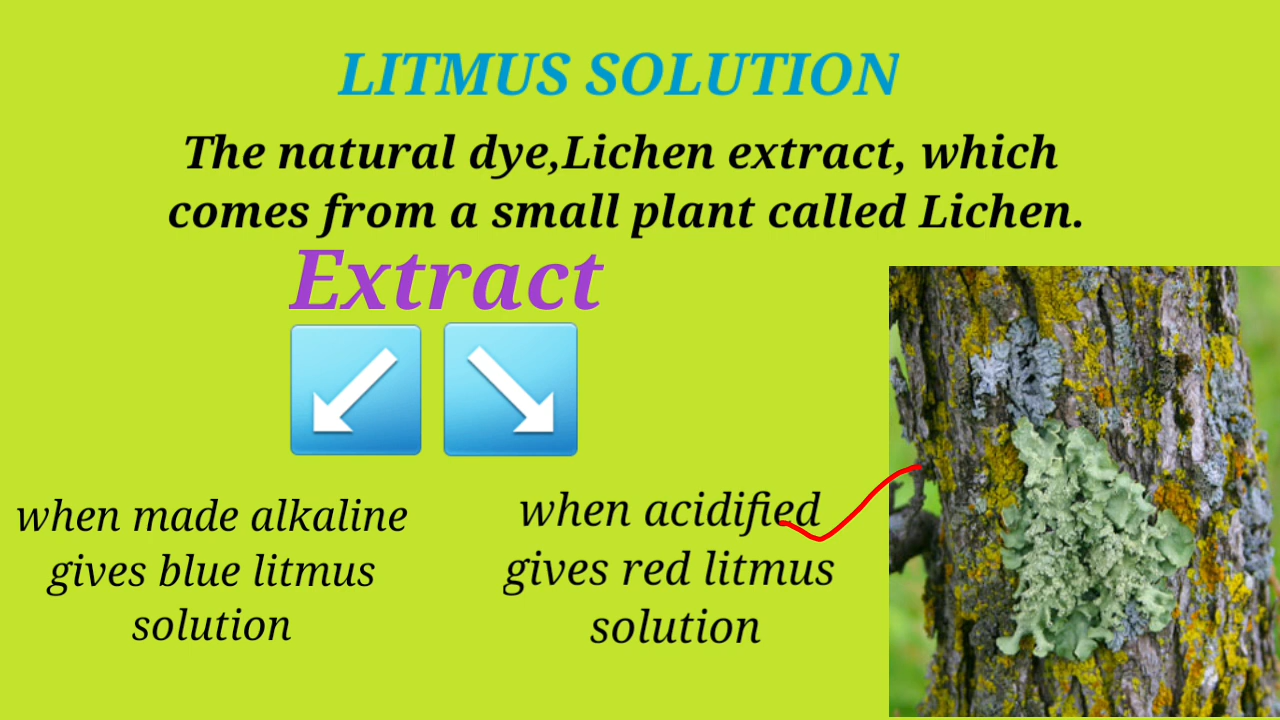 LITMUS SOLUTION
The natural dye,Lichen extract, which
comes from a small plant called Lichen.
Extract
when made alkaline
gives blue litmus
solution
when acidified
gives red litmus
solution